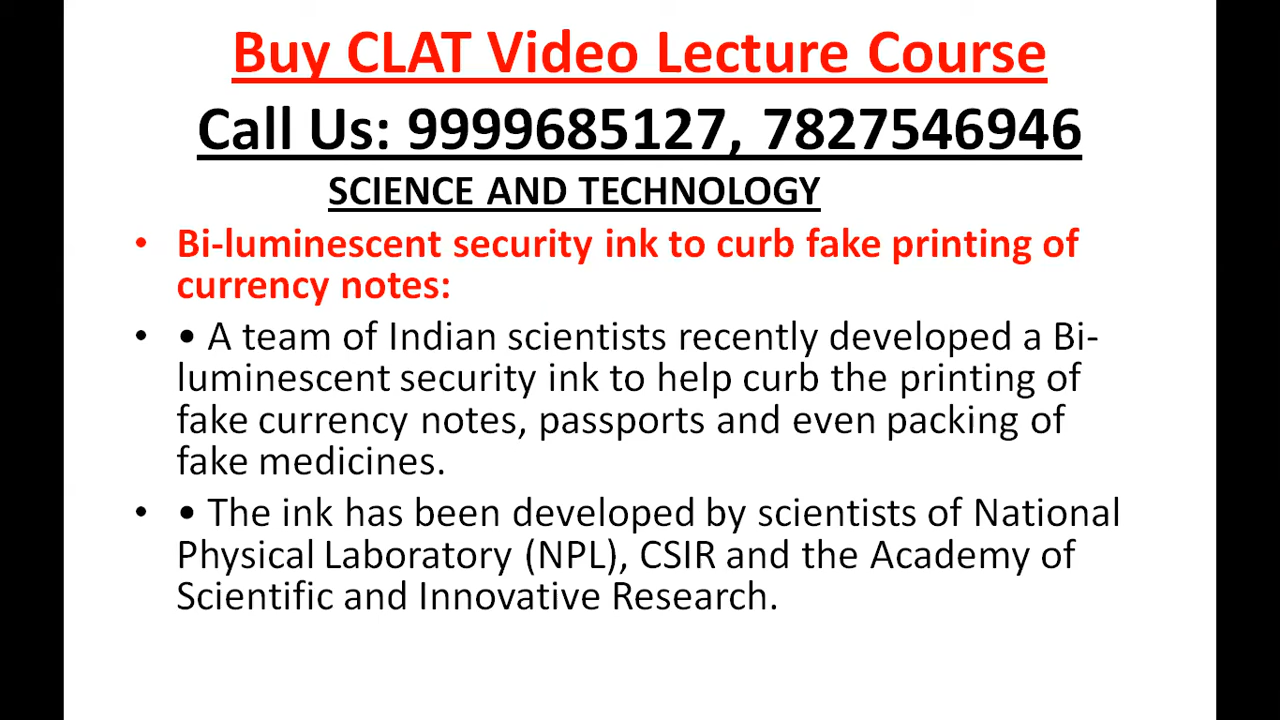 Buy CLAT Video Lecture Course
Call Us: 9999685127, 7827546946
SCIENCE AND TECHNOLOGY
• Bi-luminescent security ink to curb fake printing of
currency notes:
• • A team of Indian scientists recently developed a Bi-
luminescent security ink to help curb the printing of
fake currency notes, passports and even packing of
fake medicines.
• • The ink has been developed by scientists of National
Physical Laboratory (NPL), CSIR and the Academy of
Scientific and Innovative Research.